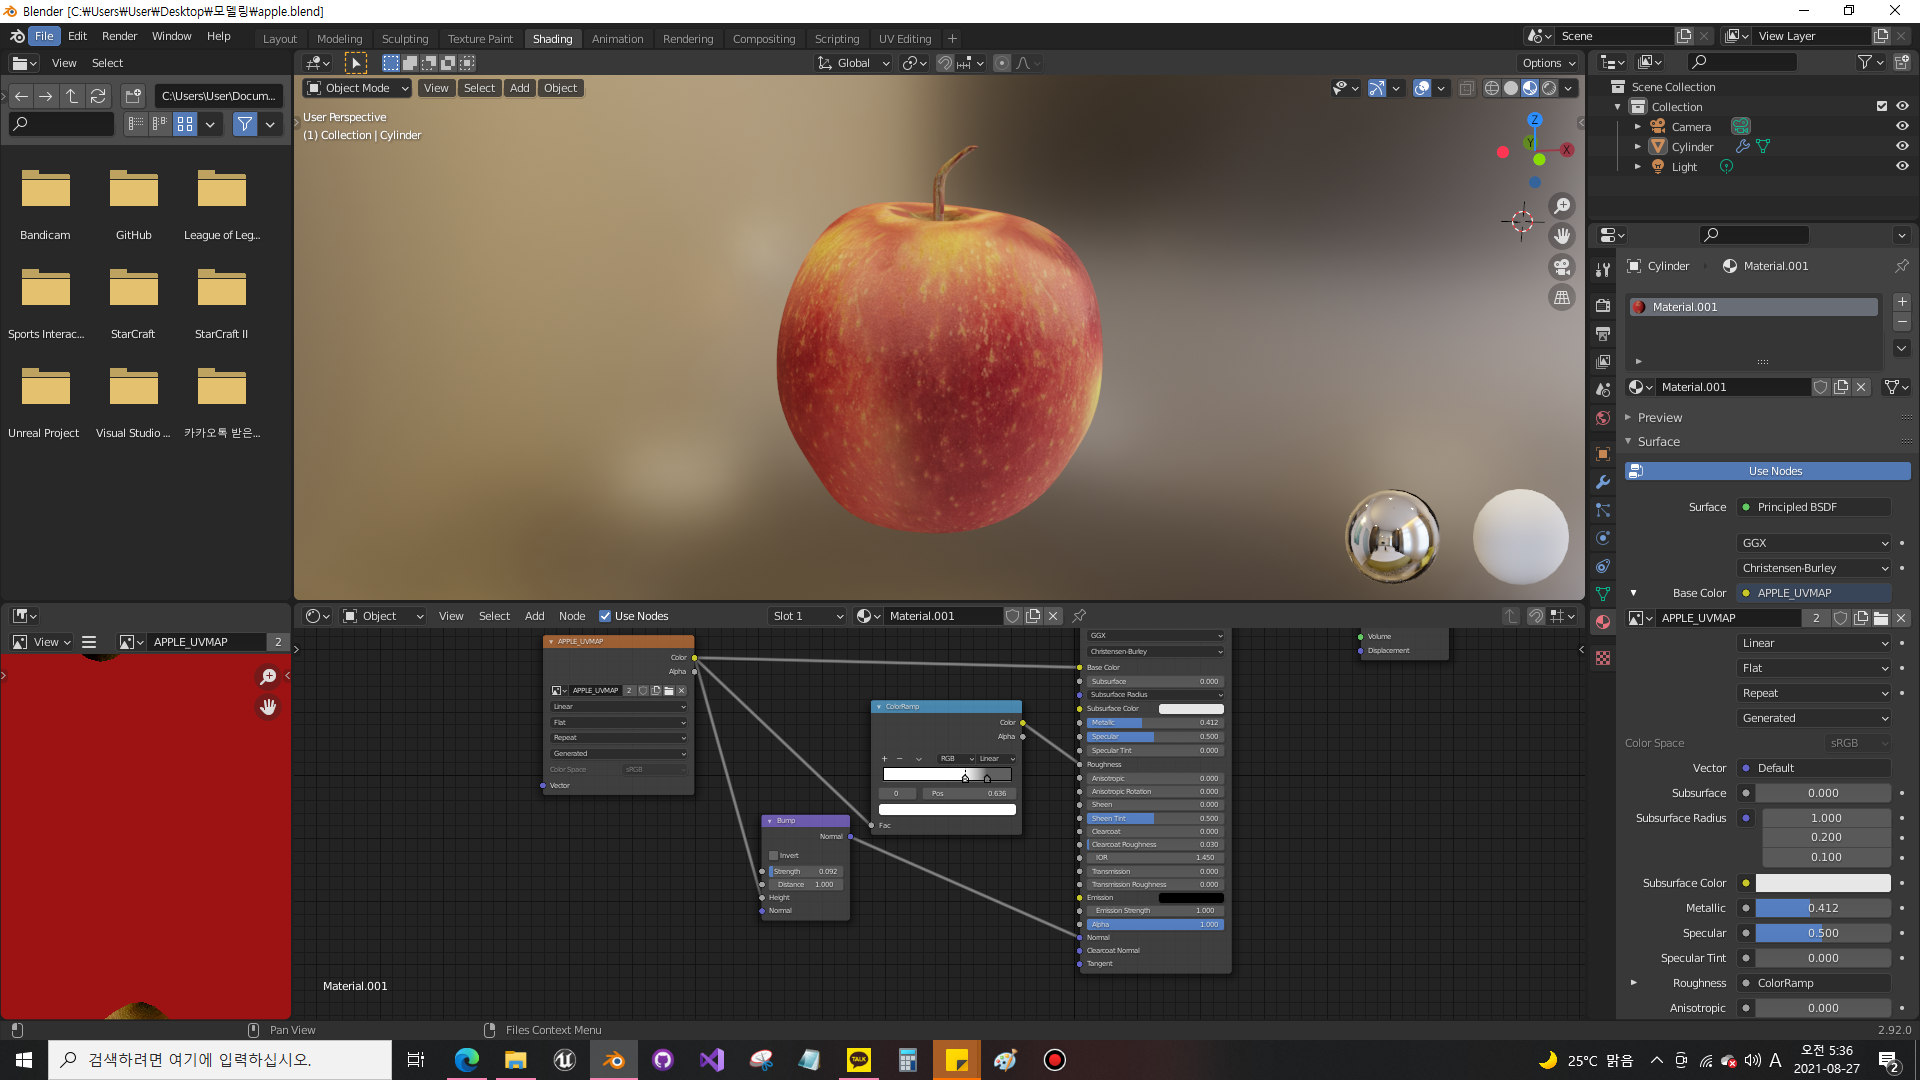 Blender [C:₩Users₩User₩Desktop₩모델링₩apple.blend]
File Edit Render Window Help
Layout Modeling Sculpting Texture Paint Shading Animation Rendering Compositing Scripting UV Editing +
Scene
View Layer
View Select
Global
Options
C:\Users\User\Docum...
Object Mode View Select Add Object
User Perspective
(1) Collection | Cylinder
Z
Y
X
Bandicam GitHub League of Leg...
Sports Interac... StarCraft StarCraft II
Unreal Project Visual Studio ... 카카오톡 받은...
Scene Collection
Collection
Camera
Cylinder
Light
Cylinder Material.001
Material.001
Material.001
Preview
Surface
Use Nodes
Surface Principled BSDF
GGX
Christensen-Burley
Base Color APPLE_UVMAP
APPLE_UVMAP 2
Linear
Flat
Repeat
Generated
Color Space sRGB
Vector Default
Subsurface 0.000
Subsurface Radius 1.000
0.200
0.100
Subsurface Color
Metallic 0.412
Specular 0.500
Specular Tint 0.000
Roughness ColorRamp
Anisotropic 0.000
View APPLE_UVMAP 2
Object View Select Add Node Use Nodes Slot 1 Material.001
APPLE_UVMAP
Color
Alpha
APPLE_UVMAP 2
Linear
Flat
Repeat
Generated
Color Space sRGB
Vector
Bump
Normal
Invert
Strength 0.092
Distance 1.000
Height
Normal
ColorRamp
Color
Alpha
RGB Linear
0 Pos 0.636
Fac
GGX
Christensen-Burley
Base Color
Subsurface 0.000
Subsurface Radius
Subsurface Color
Metallic 0.412
Specular 0.500
Specular Tint 0.000
Roughness
Anisotropic 0.000
Anisotropic Rotation 0.000
Sheen 0.000
Sheen Tint 0.500
Clearcoat 0.000
Clearcoat Roughness 0.030
IOR 1.450
Transmission 0.000
Transmission Roughness 0.000
Emission
Emission Strength 1.000
Alpha 1.000
Normal
Clearcoat Normal
Tangent
Volume
Displacement
Material.001
Pan View
Files Context Menu
2.92.0
검색하려면 여기에 입력하십시오.
TALK
25°C 맑음
A
오전 5:36
2021-08-27
2